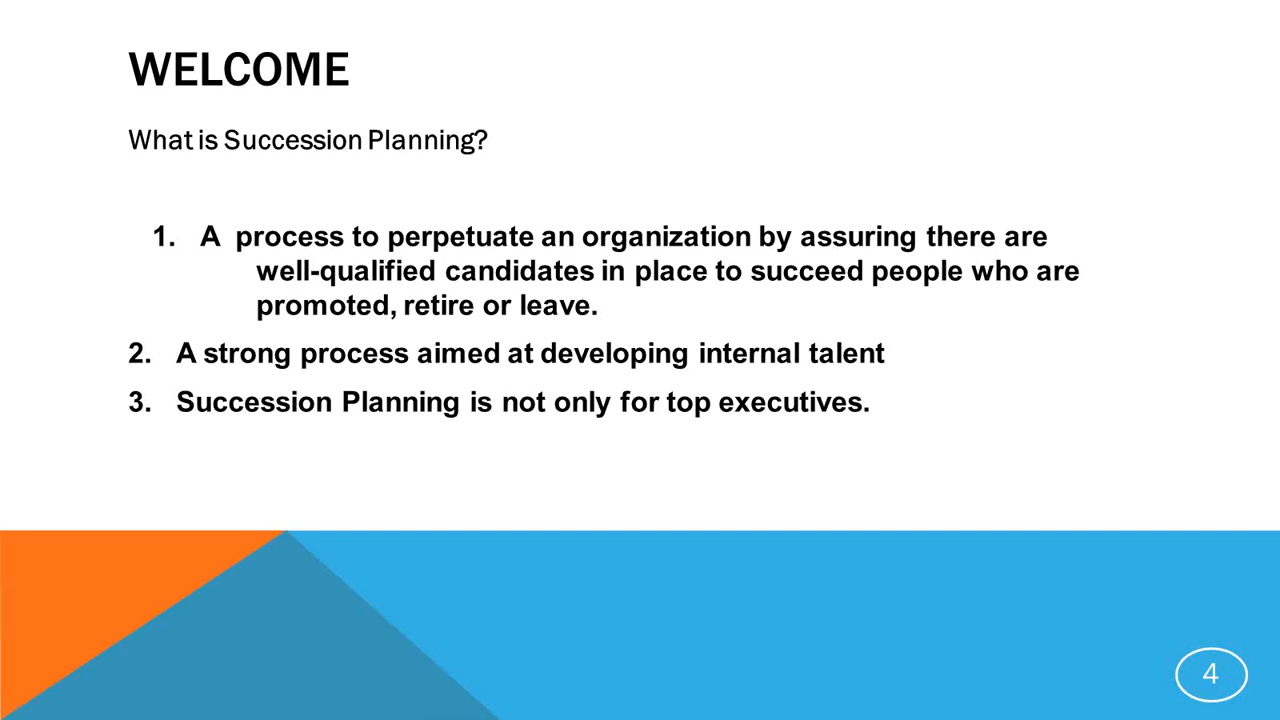 WELCOME
What is Succession Planning?
1. A process to perpetuate an organization by assuring there are
well-qualified candidates in place to succeed people who are
promoted, retire or leave.
2. A strong process aimed at developing internal talent
3. Succession Planning is not only for top executives.
4